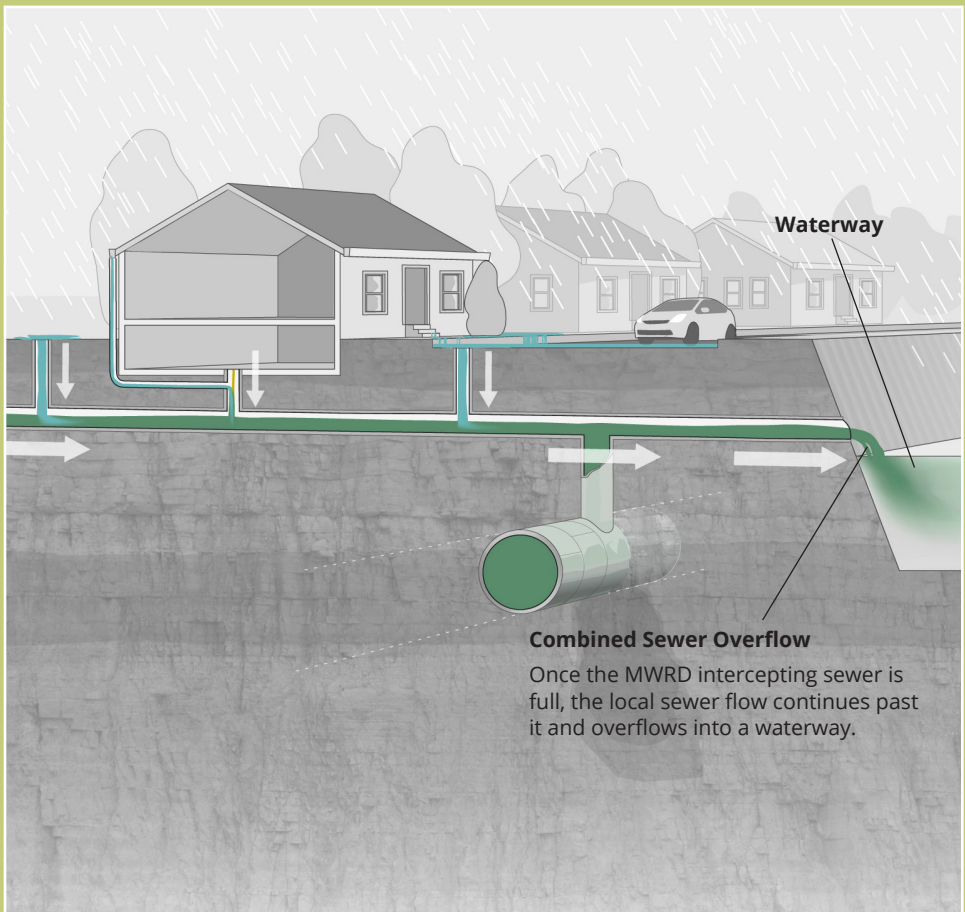 Waterway
Combined Sewer Overflow
Once the MWRD intercepting sewer is
full, the local sewer flow continues past
it and overflows into a waterway.